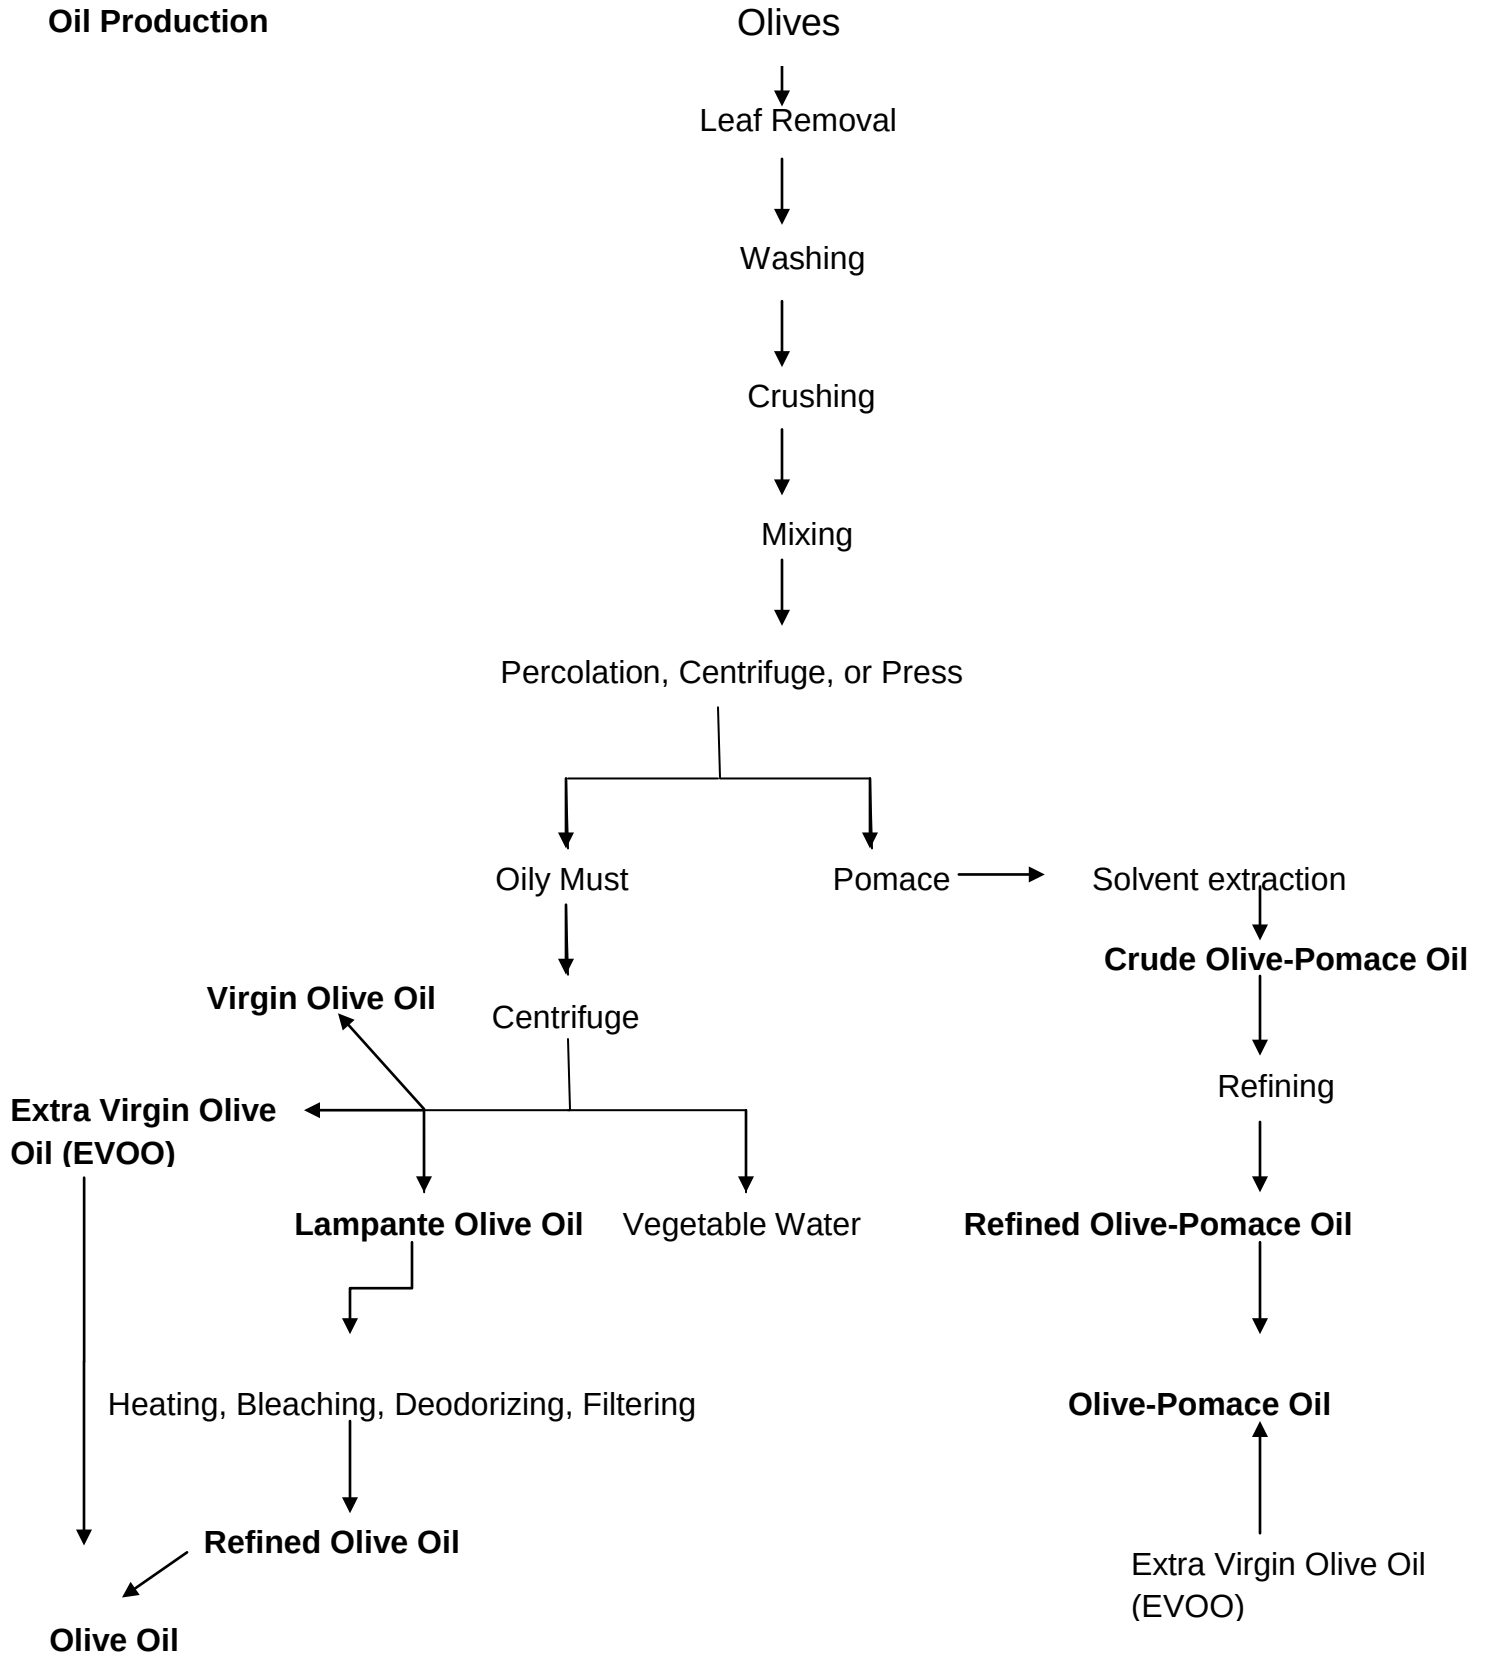 Oil Production
Olives
Leaf Removal
Washing
Crushing
Mixing
Percolation, Centrifuge, or Press
Oily Must
Pomace
Solvent extraction
Crude Olive-Pomace Oil
Virgin Olive Oil
Centrifuge
Refining
Extra Virgin Olive
Oil (EVOO)
Lampante Olive Oil
Vegetable Water
Refined Olive-Pomace Oil
Heating, Bleaching, Deodorizing, Filtering
Olive-Pomace Oil
Refined Olive Oil
Extra Virgin Olive Oil
(EVOO)
Olive Oil